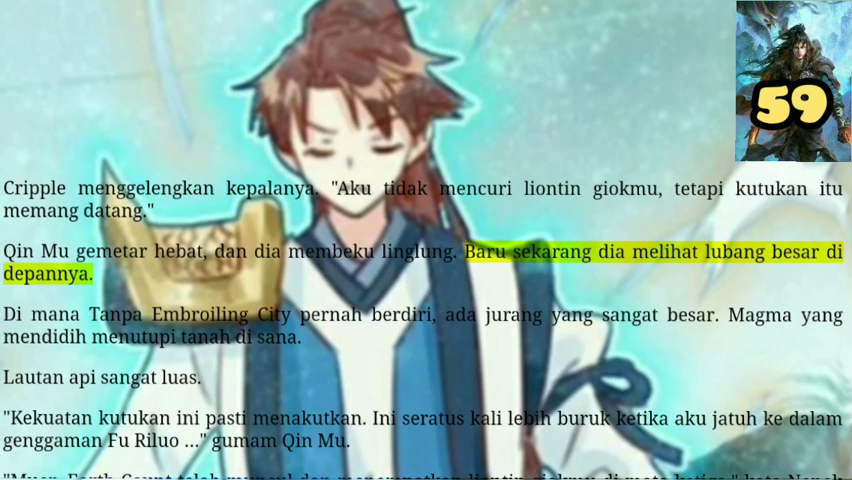 59
Cripple menggelengkan kepalanya. "Aku tidak mencuri liontin giokmu, tetapi kutukan itu
memang datang."
Qin Mu gemetar hebat, dan dia membeku linglung. Baru sekarang dia melihat lubang besar di
depannya.
Di mana Tanpa Embroiling City pernah berdiri, ada jurang yang sangat besar. Magma yang
mendidih menutupi tanah di sana.
Lautan api sangat luas.
"Kekuatan kutukan ini pasti menakutkan. Ini seratus kali lebih buruk ketika aku jatuh ke dalam
genggaman Fu Riluo ..." gumam Qin Mu.